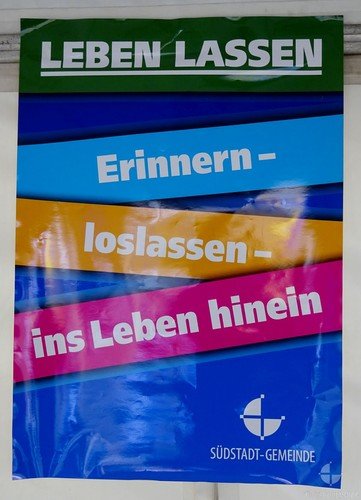 LEBEN LASSEN
Erinnern –
loslassen –
ins Leben hinein
SÜDSTADT-GEMEINDE